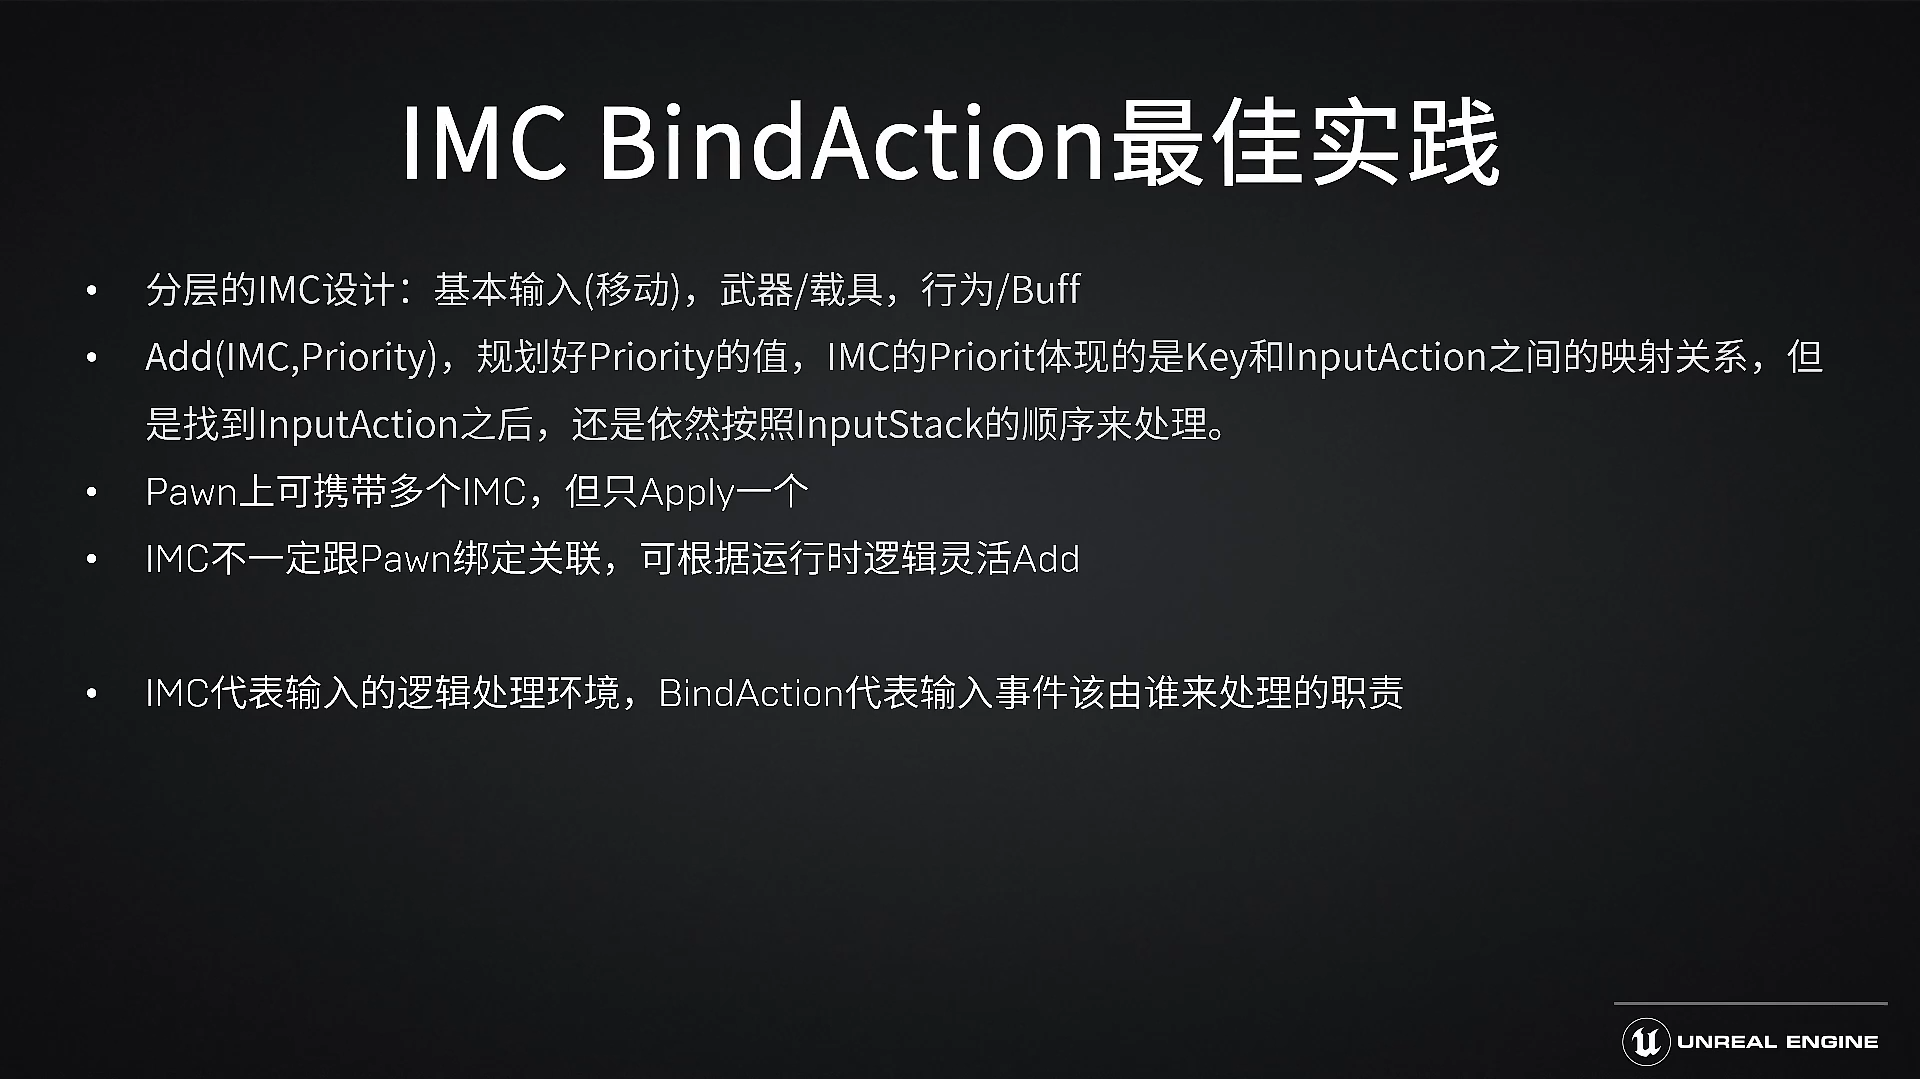 IMC BindAction最佳实践
• 分层的IMC设计：基本输入(移动)，武器/载具，行为/Buff
• Add(IMC,Priority)，规划好Priority的值，IMC的Priorit体现的是Key和InputAction之间的映射关系，但
是找到InputAction之后，还是依然按照InputStack的顺序来处理。
• Pawn上可携带多个IMC，但只Apply一个
• IMC不一定跟Pawn绑定关联，可根据运行时逻辑灵活Add
• IMC代表输入的逻辑处理环境，BindAction代表输入事件该由谁来处理的职责
UNREAL ENGINE